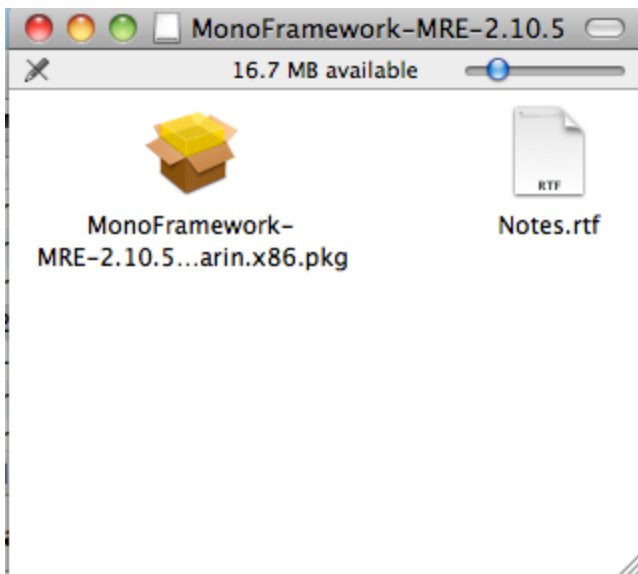 MonoFramework-MRE-2.10.5
16.7 MB available
RTF
MonoFramework-
MRE-2.10.5...arin.x86.pkg
Notes.rtf